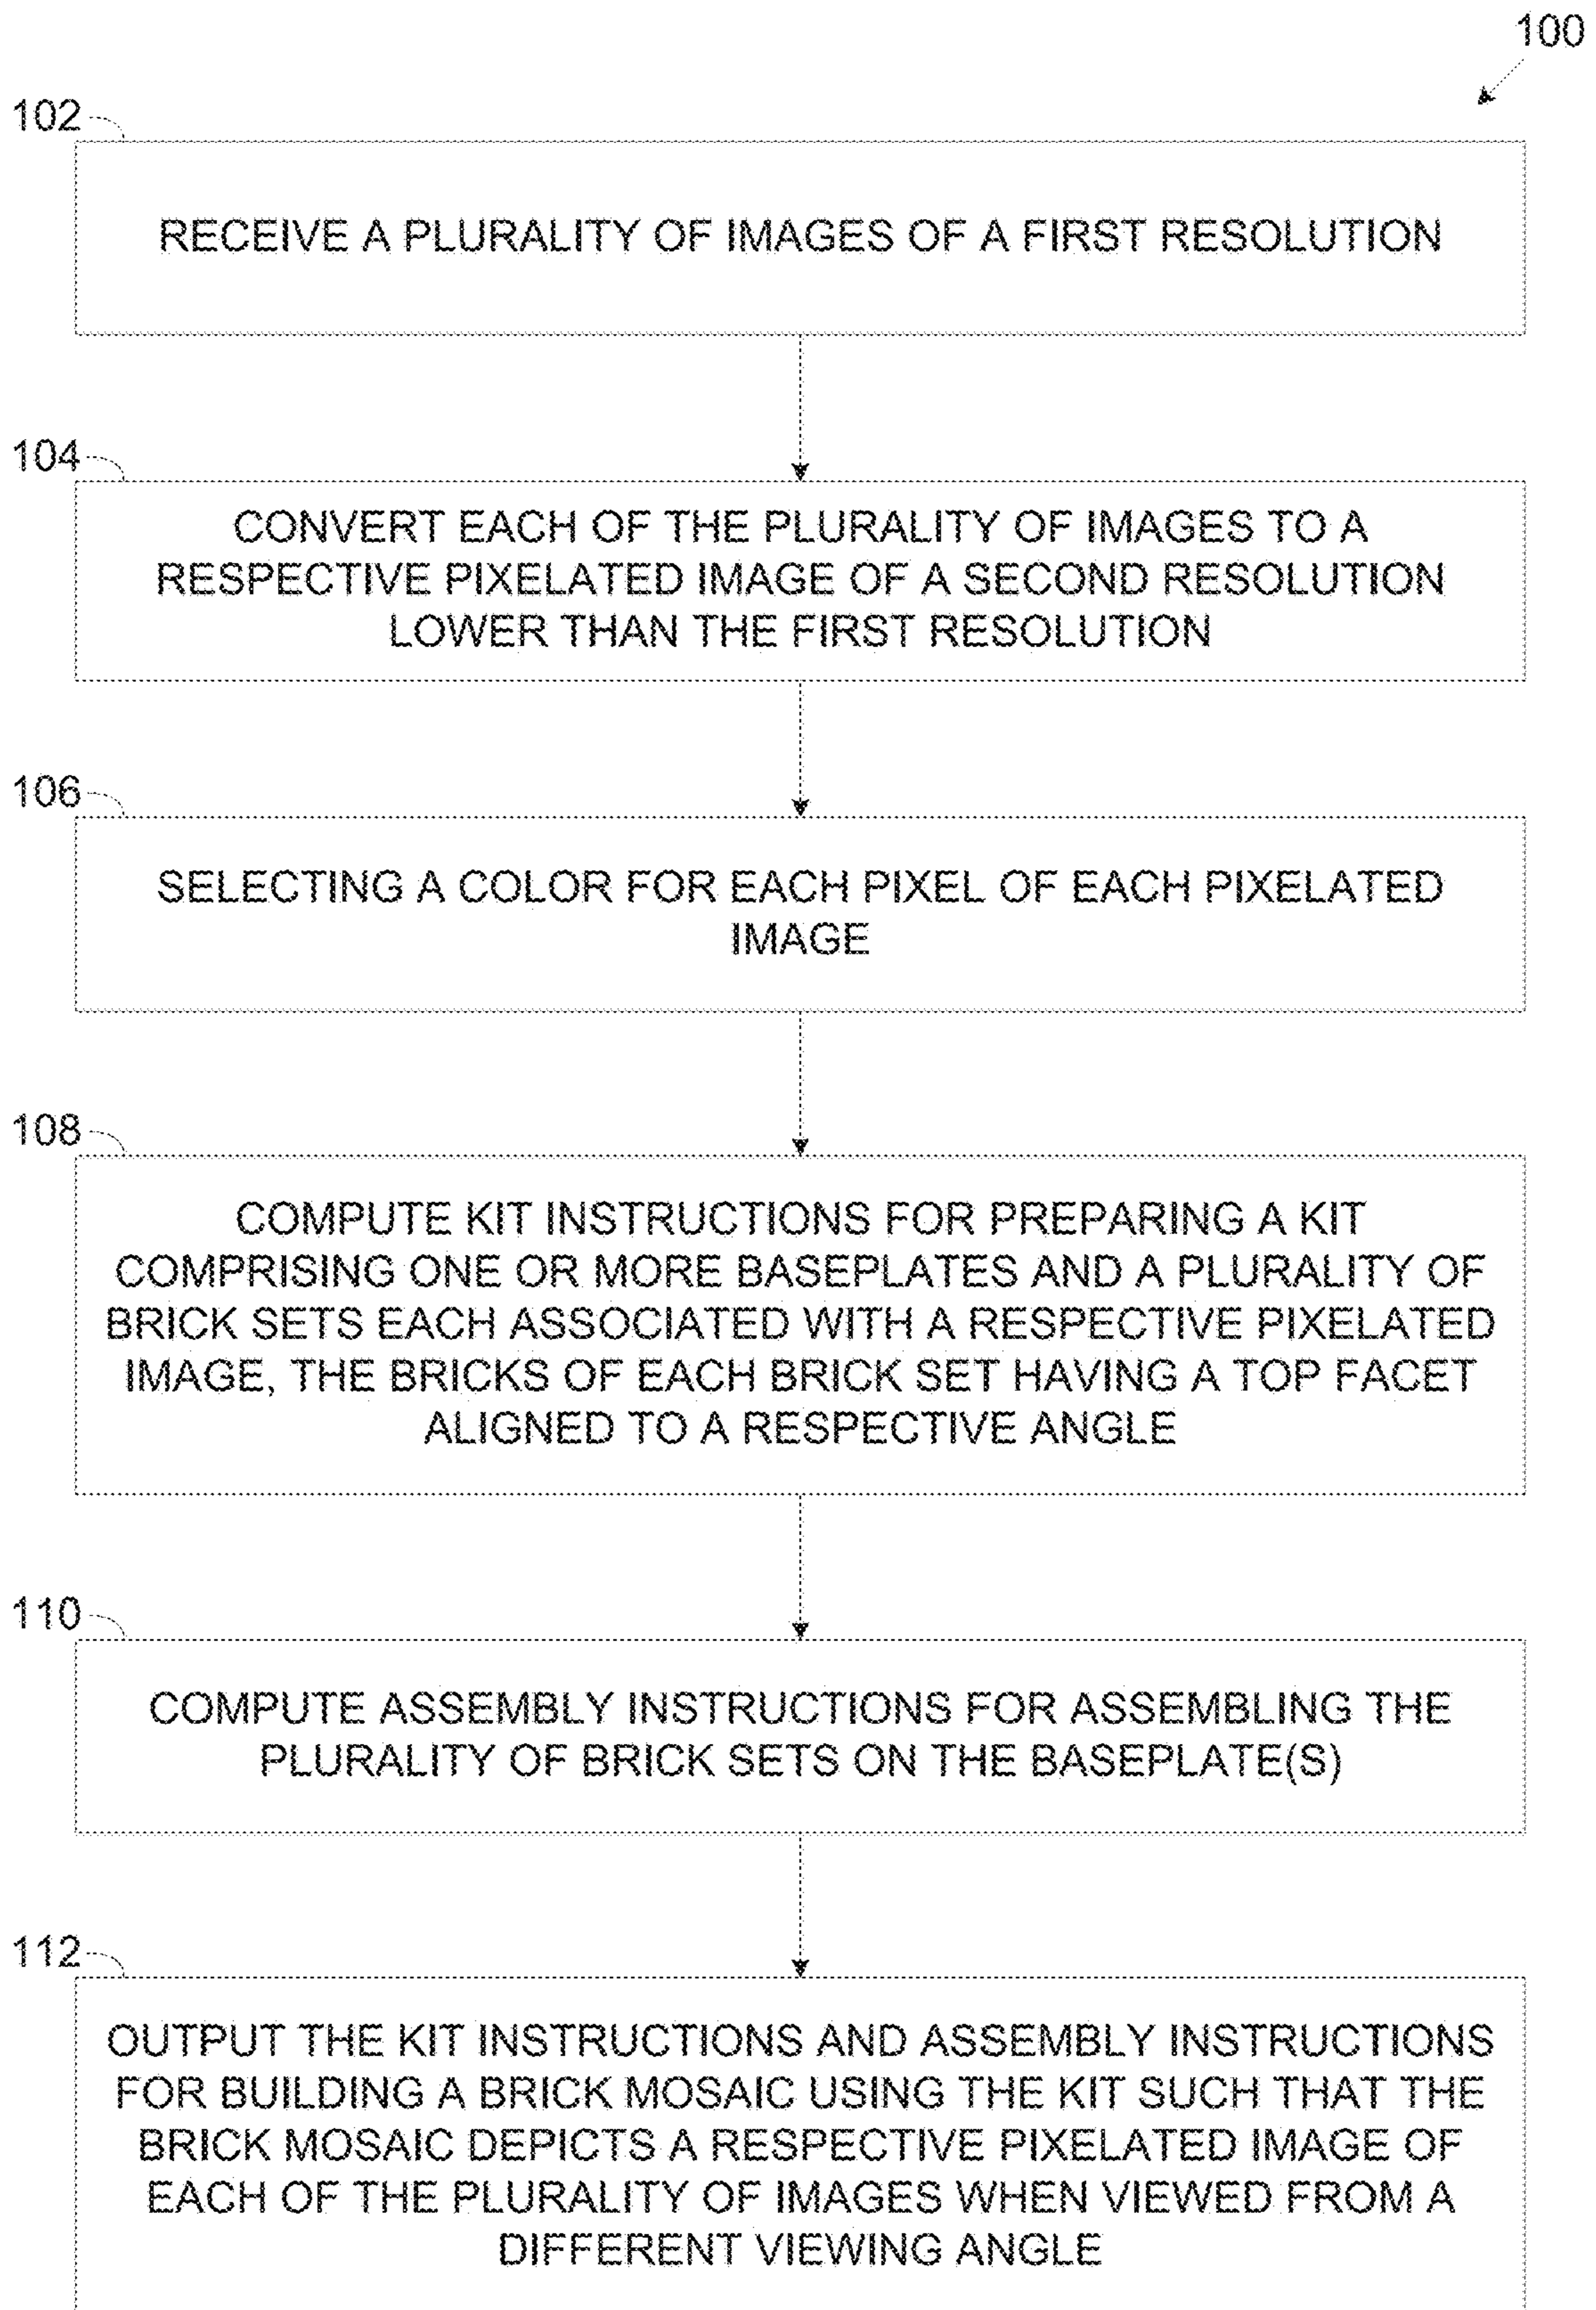 100
102
RECEIVE A PLURALITY OF IMAGES OF A FIRST RESOLUTION
104
CONVERT EACH OF THE PLURALITY OF IMAGES TO A
RESPECTIVE PIXELATED IMAGE OF A SECOND RESOLUTION
LOWER THAN THE FIRST RESOLUTION
106
SELECTING A COLOR FOR EACH PIXEL OF EACH PIXELATED
IMAGE
108
COMPUTE KIT INSTRUCTIONS FOR PREPARING A KIT
COMPRISING ONE OR MORE BASEPLATES AND A PLURALITY OF
BRICK SETS EACH ASSOCIATED WITH A RESPECTIVE PIXELATED
IMAGE, THE BRICKS OF EACH BRICK SET HAVING A TOP FACET
ALIGNED TO A RESPECTIVE ANGLE
110
COMPUTE ASSEMBLY INSTRUCTIONS FOR ASSEMBLING THE
PLURALITY OF BRICK SETS ON THE BASEPLATE(S)
112
OUTPUT THE KIT INSTRUCTIONS AND ASSEMBLY INSTRUCTIONS
FOR BUILDING A BRICK MOSAIC USING THE KIT SUCH THAT THE
BRICK MOSAIC DEPICTS A RESPECTIVE PIXELATED IMAGE OF
EACH OF THE PLURALITY OF IMAGES WHEN VIEWED FROM A
DIFFERENT VIEWING ANGLE